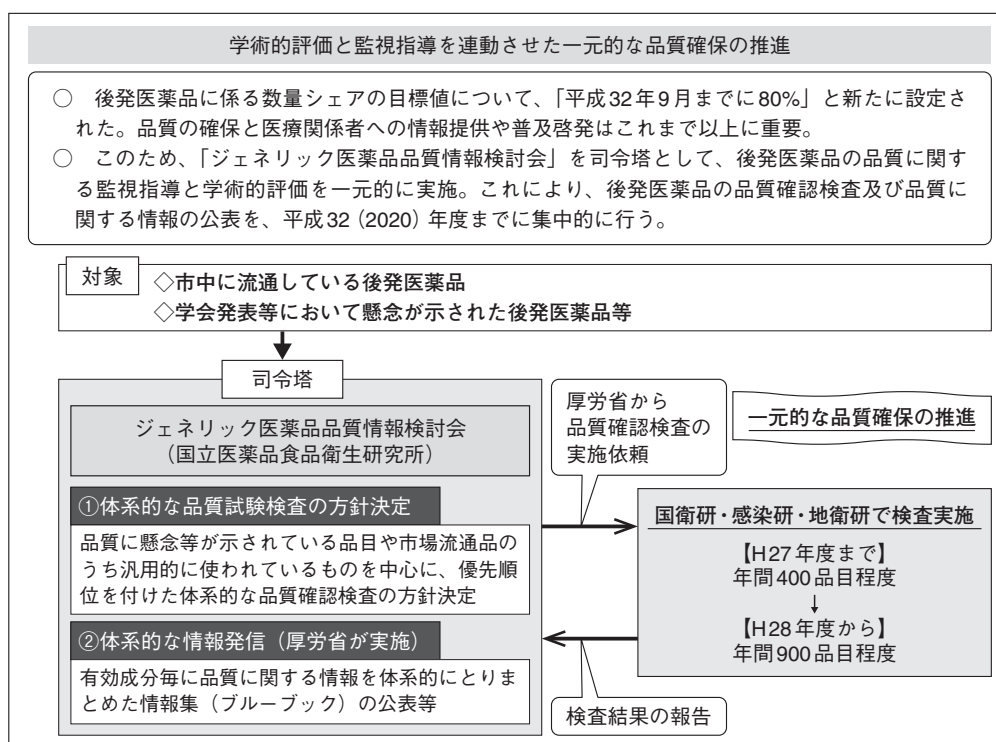 学術的評価と監視指導を連動させた一元的な品質確保の推進
○ 後発医薬品に係る数量シェアの目標値について、「平成32年9月までに80%」と新たに設定さ
れた。品質の確保と医療関係者への情報提供や普及啓発はこれまで以上に重要。
○ このため、「ジェネリック医薬品品質情報検討会」を司令塔として、後発医薬品の品質に関す
る監視指導と学術的評価を一元的に実施。これにより、後発医薬品の品質確認検査及び品質に
関する情報の公表を、平成32(2020)年度までに集中的に行う。
対象
◇市中に流通している後発医薬品
◇学会発表等において懸念が示された後発医薬品等
司令塔
ジェネリック医薬品品質情報検討会
(国立医薬品食品衛生研究所)
①体系的な品質試験検査の方針決定
品質に懸念等が示されている品目や市場流通品の
うち汎用的に使われているものを中心に、優先順
位を付けた体系的な品質確認検査の方針決定
②体系的な情報発信(厚労省が実施)
有効成分毎に品質に関する情報を体系的にとりま
とめた情報集(ブルーブック)の公表等
厚労省から
品質確認検査の
実施依頼
一元的な品質確保の推進
国衛研・感染研・地衛研で検査実施
【H27年度まで】
年間400品目程度
↓
【H28年度から】
年間900品目程度
検査結果の報告